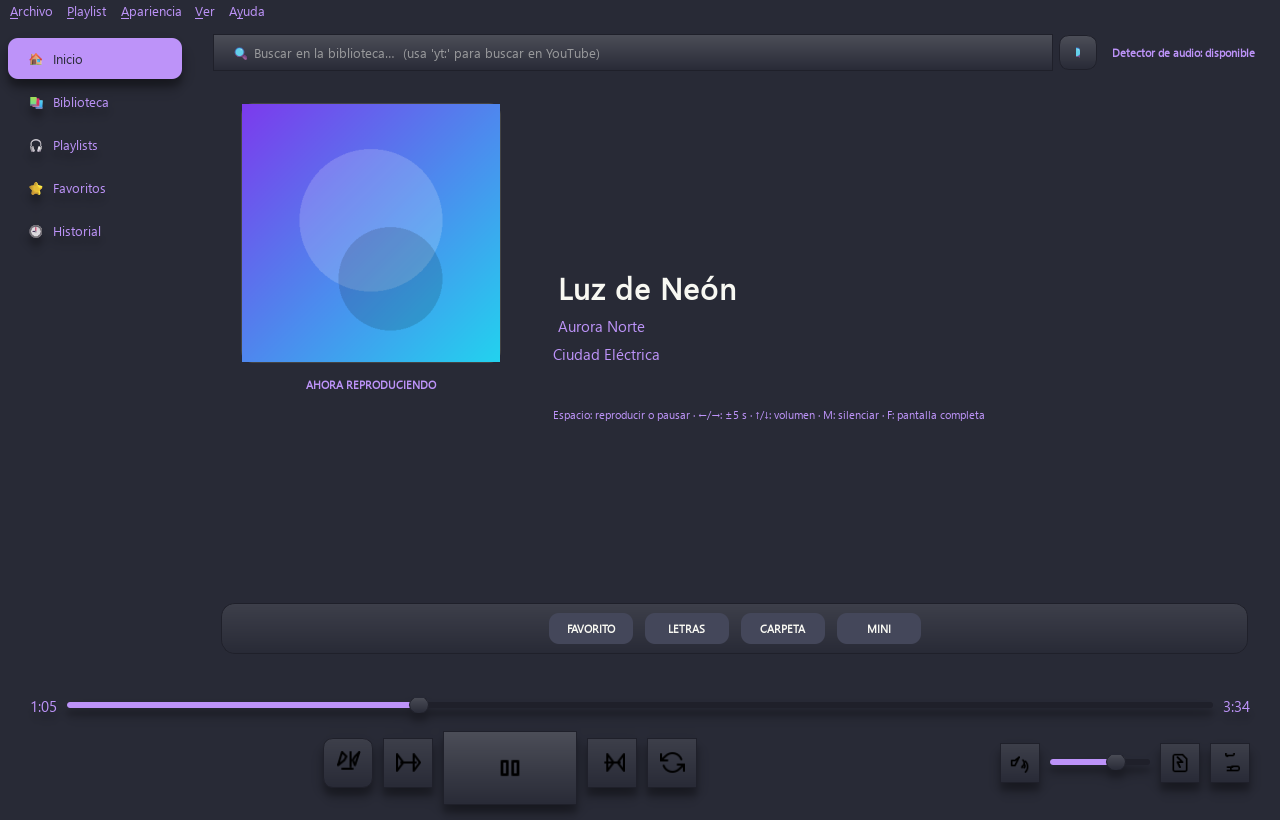 Archivo Playlist Apariencia Ver Ayuda
Inicio
Biblioteca
Playlists
Favoritos
Historial
Buscar en la biblioteca... (usa 'yt:' para buscar en YouTube)
Detector de audio: disponible
AHORA REPRODUCIENDO
Luz de Neón
Aurora Norte
Ciudad Eléctrica
Espacio: reproducir o pausar · ←/→: ±5 s · ↑/↓: volumen · M: silenciar · F: pantalla completa
FAVORITO LETRAS CARPETA MINI
1:05 3:34